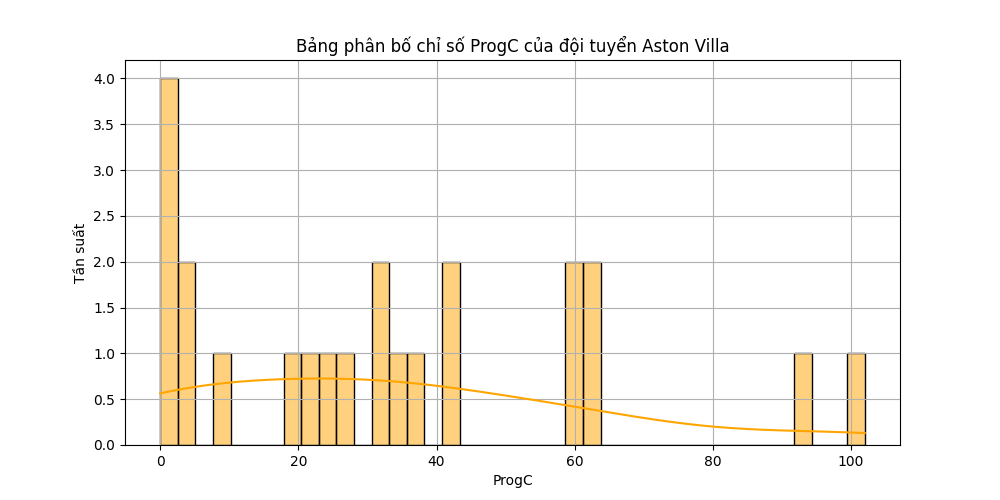 Bảng phân bố chỉ số ProgC của đội tuyển Aston Villa
4.0
3.5
3.0
2.5
2.0
1.5
1.0
0.5
0.0
Tần suất
0 20 40 60 80 100
ProgC